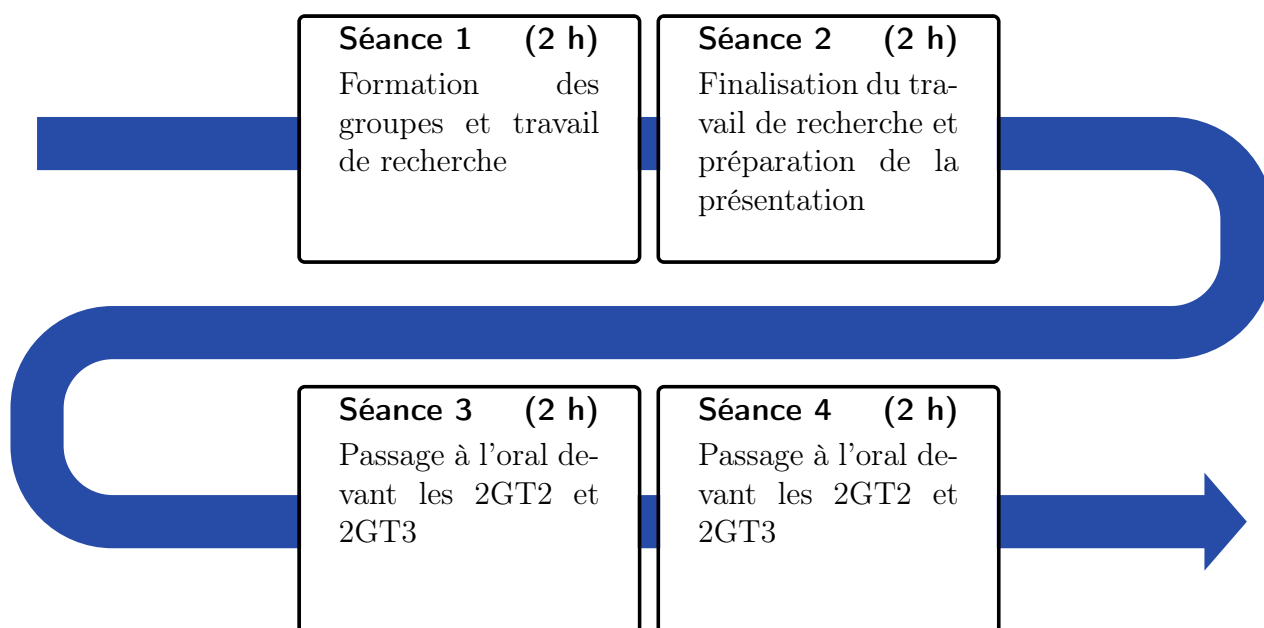 Séance 1 (2 h)
Formation des
groupes et travail
de recherche
Séance 2 (2 h)
Finalisation du tra-
vail de recherche et
préparation de la
présentation
Séance 3 (2 h)
Passage à l'oral de-
vant les 2GT2 et
2GT3
Séance 4 (2 h)
Passage à l'oral de-
vant les 2GT2 et
2GT3